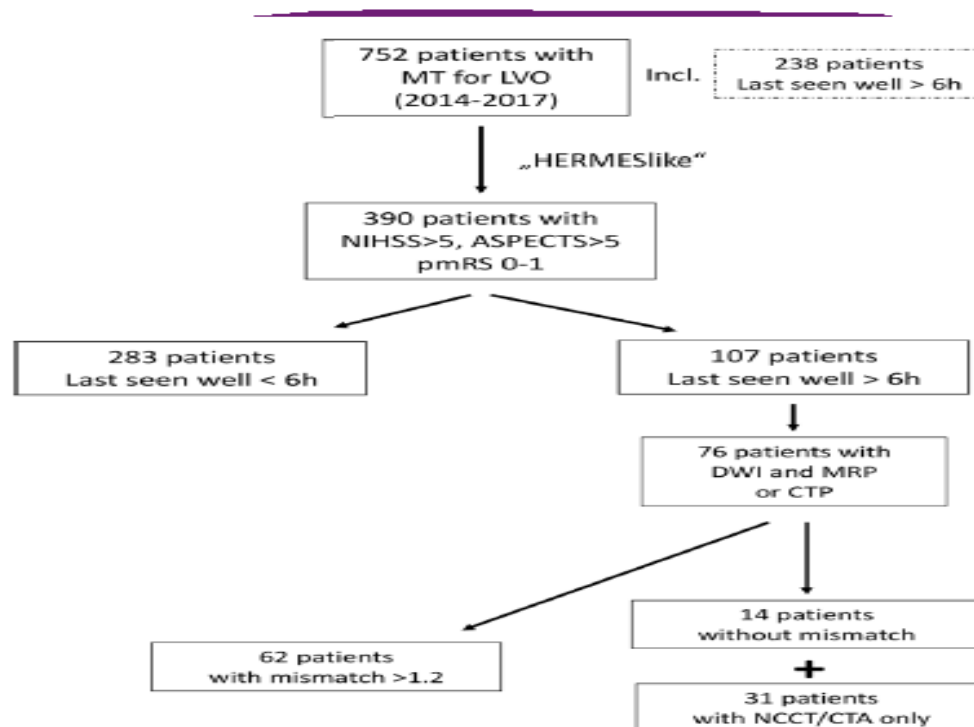 752 patients with
MT for LVO
(2014-2017)
Incl.
238 patients
Last seen well > 6h
„HERMESlike“
390 patients with
NIHSS>5, ASPECTS>5
pmRS 0-1
283 patients
Last seen well < 6h
107 patients
Last seen well > 6h
76 patients with
DWI and MRP
or CTP
14 patients
without mismatch
62 patients
with mismatch >1.2
+
31 patients
with NCCT/CTA only